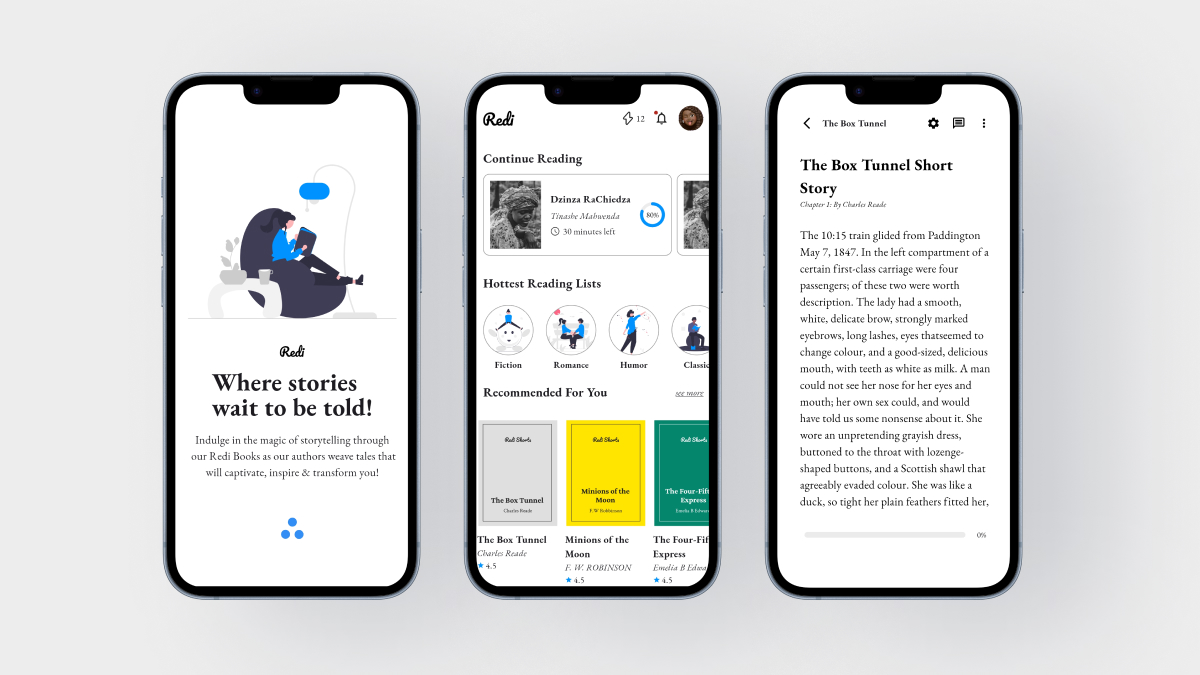 Redi
Where stories
wait to be told!
Indulge in the magic of storytelling through
our Redi Books as our authors weave tales that
will captivate, inspire & transform you!
Redi
12
Continue Reading
Dzinza RaChiedza
Tinashe Mahwenda
30 minutes left
80%
Hottest Reading Lists
Fiction
Romance
Humor
Classic
Recommended For You
see more
Redi Shorts
The Box Tunnel
Charles Reade
Redi Shorts
Minions of the
Moon
F.W Robbinson
Redi Shorts
The Four-Fift
Express
Emelia B Edwar
The Box Tunnel
Charles Reade
4.5
Minions of the
Moon
F. W. ROBINSON
4.5
The Four-Fif
Express
Emelia B Edwa
4.5
The Box Tunnel
The Box Tunnel Short
Story
Chapter 1: By Charles Reade
The 10:15 train glided from Paddington
May 7, 1847. In the left compartment of a
certain first-class carriage were four
passengers; of these two were worth
description. The lady had a smooth,
white, delicate brow, strongly marked
eyebrows, long lashes, eyes thatseemed to
change colour, and a good-sized, delicious
mouth, with teeth as white as milk. A man
could not see her nose for her eyes and
mouth; her own sex could, and would
have told us some nonsense about it. She
wore an unpretending grayish dress,
buttoned to the throat with lozenge-
shaped buttons, and a Scottish shawl that
agreeably evaded colour. She was like a
duck, so tight her plain feathers fitted her,
0%